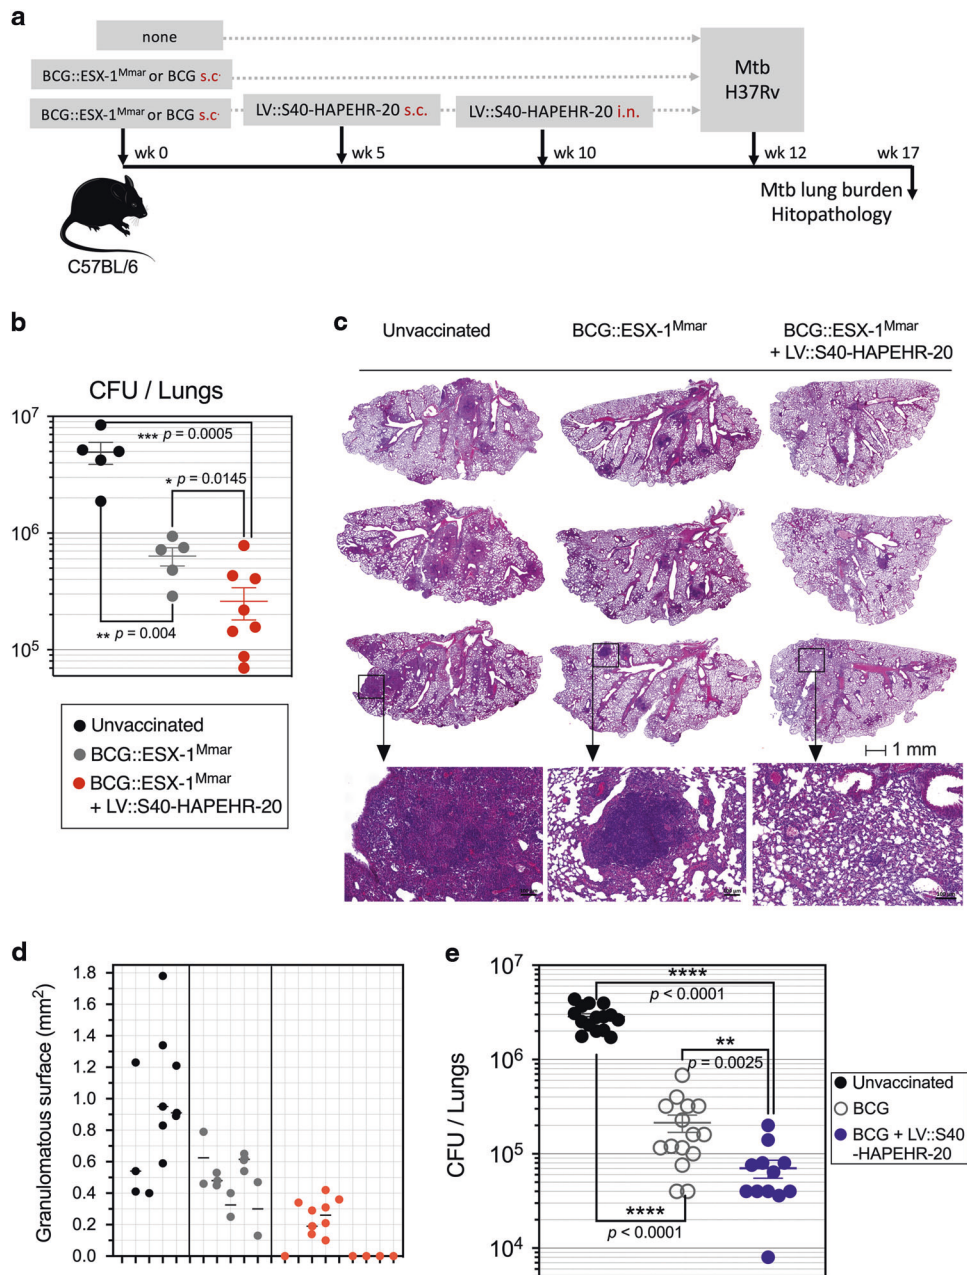 a
none
BCG::ESX-1Mmar or BCG s.c.
BCG::ESX-1Mmar or BCG s.c.
LV::S40-HAPEHR-20 s.c.
LV::S40-HAPEHR-20 i.n.
Mtb
H37Rv
wk 0
wk 5
wk 10
wk 12
wk 17
Mtb lung burden
Hitopathology
C57BL/6
b
CFU / Lungs
10^7
10^6
10^5
*** p = 0.0005
* p = 0.0145
** p = 0.004
Unvaccinated
BCG::ESX-1Mmar
BCG::ESX-1Mmar
+ LV::S40-HAPEHR-20
c
Unvaccinated
BCG::ESX-1Mmar
BCG::ESX-1Mmar
+ LV::S40-HAPEHR-20
1 mm
d
Granulomatous surface (mm2)
1.8
1.6
1.4
1.2
1.0
0.8
0.6
0.4
0.2
0.0
e
CFU / Lungs
10^7
10^6
10^5
10^4
****
p < 0.0001
**
p = 0.0025
****
p < 0.0001
Unvaccinated
BCG
BCG + LV::S40
-HAPEHR-20